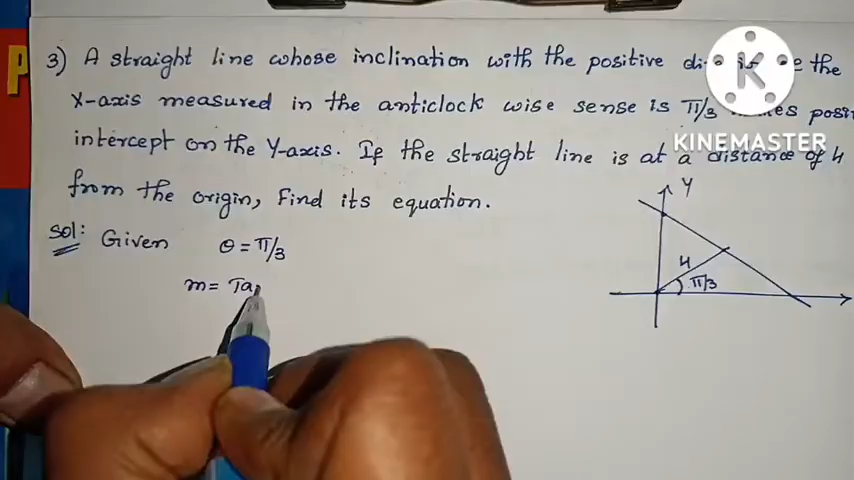 3) A straight line whose inclination with the positive the
X-axis measured in the anticlock wise sense is π/3
intercept on the Y-axis. If the straight line is at a distance of 4
from the origin, Find its equation.
Sol: Given θ = π/3
m = Ta
Y
4
π/3
K
KINEMASTER
P